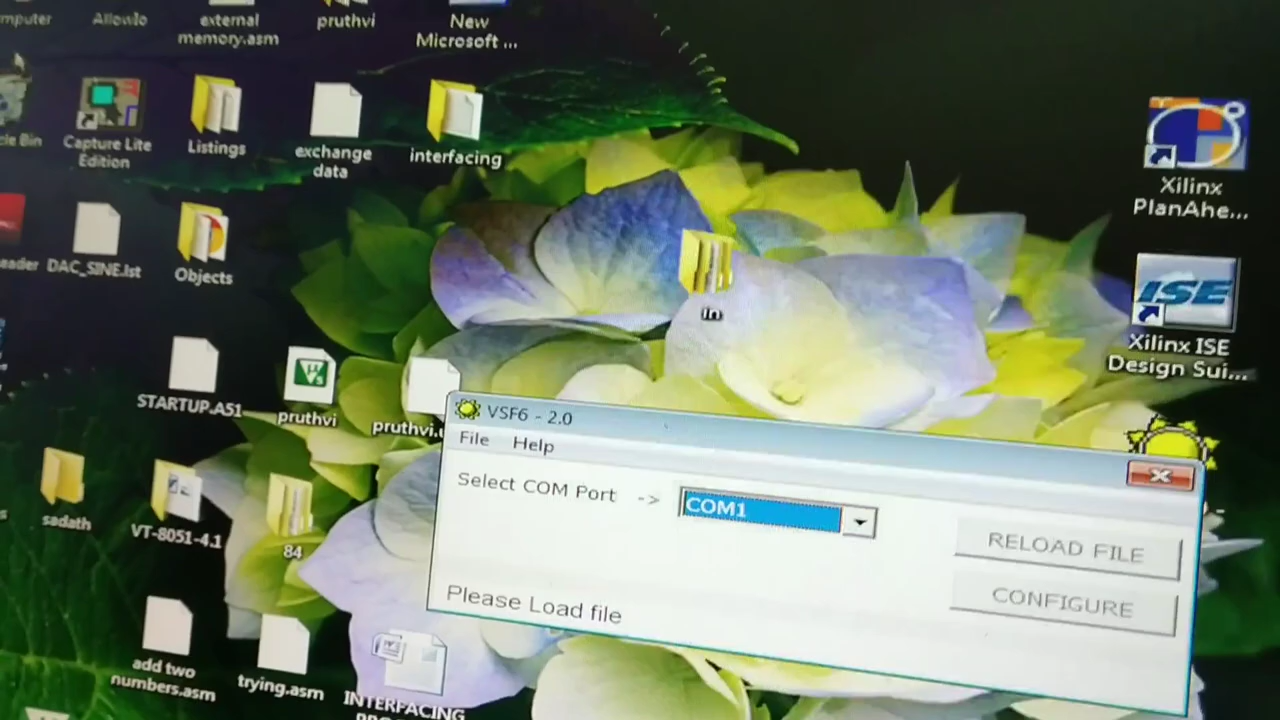 mputer
Allowio
external
memory.asm
pruthvi
New
Microsoft ...
cle Bin
Capture Lite
Edition
Listings
exchange
data
interfacing
Xilinx
PlanAhe...
eader
DAC_SINE.lst
Objects
in
ISE
Xilinx ISE
Design Sui...
STARTUP.A51
pruthvi
pruthvi.
VSF6 - 2.0
File Help
Select COM Port -> COM1
RELOAD FILE
CONFIGURE
Please Load file
s
sadath
VT-8051-4.1
84
add two
numbers.asm
trying.asm
INTERFACING